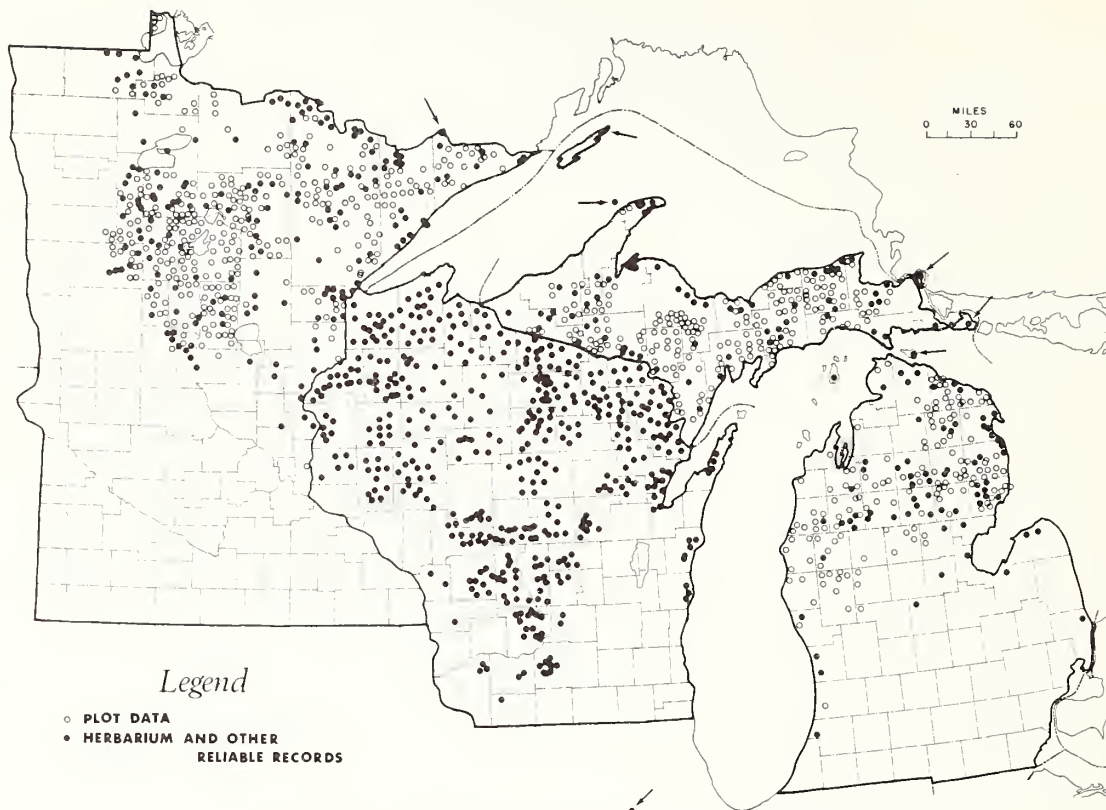 MILES
0 30 60
Legend
○ PLOT DATA
● HERBARIUM AND OTHER
RELIABLE RECORDS